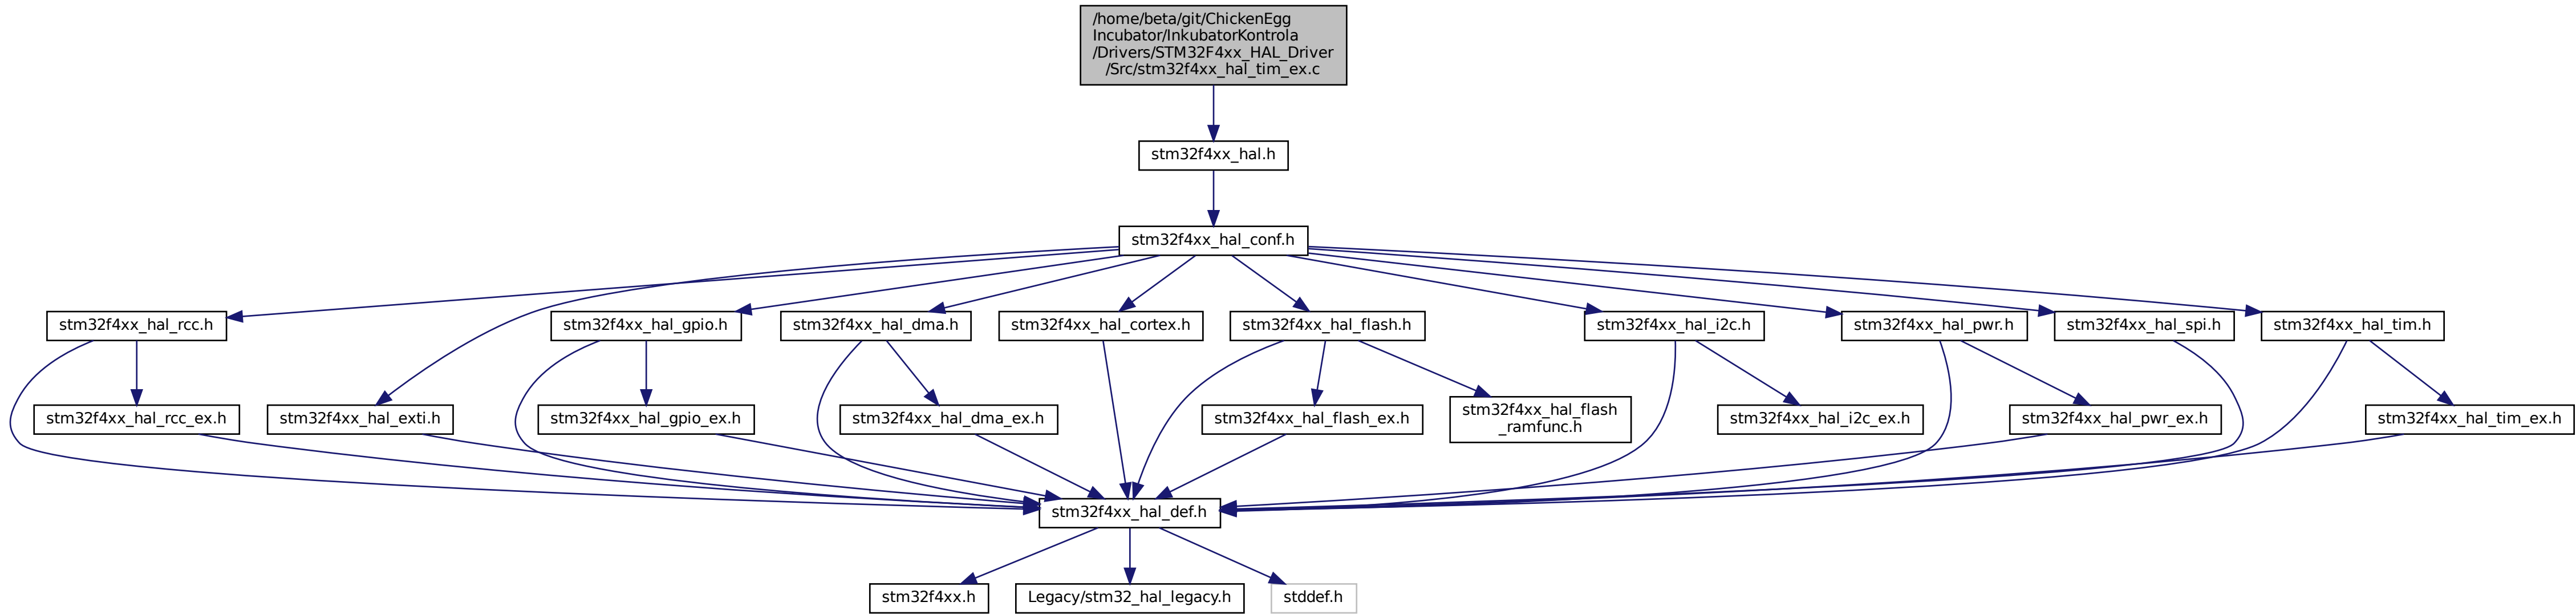 /home/beta/git/ChickenEgg
Incubator/InkubatorKontrola
/Drivers/STM32F4xx_HAL_Driver
/Src/stm32f4xx_hal_tim_ex.c
stm32f4xx_hal.h
stm32f4xx_hal_conf.h
stm32f4xx_hal_rcc.h
stm32f4xx_hal_gpio.h
stm32f4xx_hal_dma.h
stm32f4xx_hal_cortex.h
stm32f4xx_hal_flash.h
stm32f4xx_hal_i2c.h
stm32f4xx_hal_pwr.h
stm32f4xx_hal_spi.h
stm32f4xx_hal_tim.h
stm32f4xx_hal_rcc_ex.h
stm32f4xx_hal_exti.h
stm32f4xx_hal_gpio_ex.h
stm32f4xx_hal_dma_ex.h
stm32f4xx_hal_flash_ex.h
stm32f4xx_hal_flash
_ramfunc.h
stm32f4xx_hal_i2c_ex.h
stm32f4xx_hal_pwr_ex.h
stm32f4xx_hal_tim_ex.h
stm32f4xx_hal_def.h
stm32f4xx.h
Legacy/stm32_hal_legacy.h
stddef.h